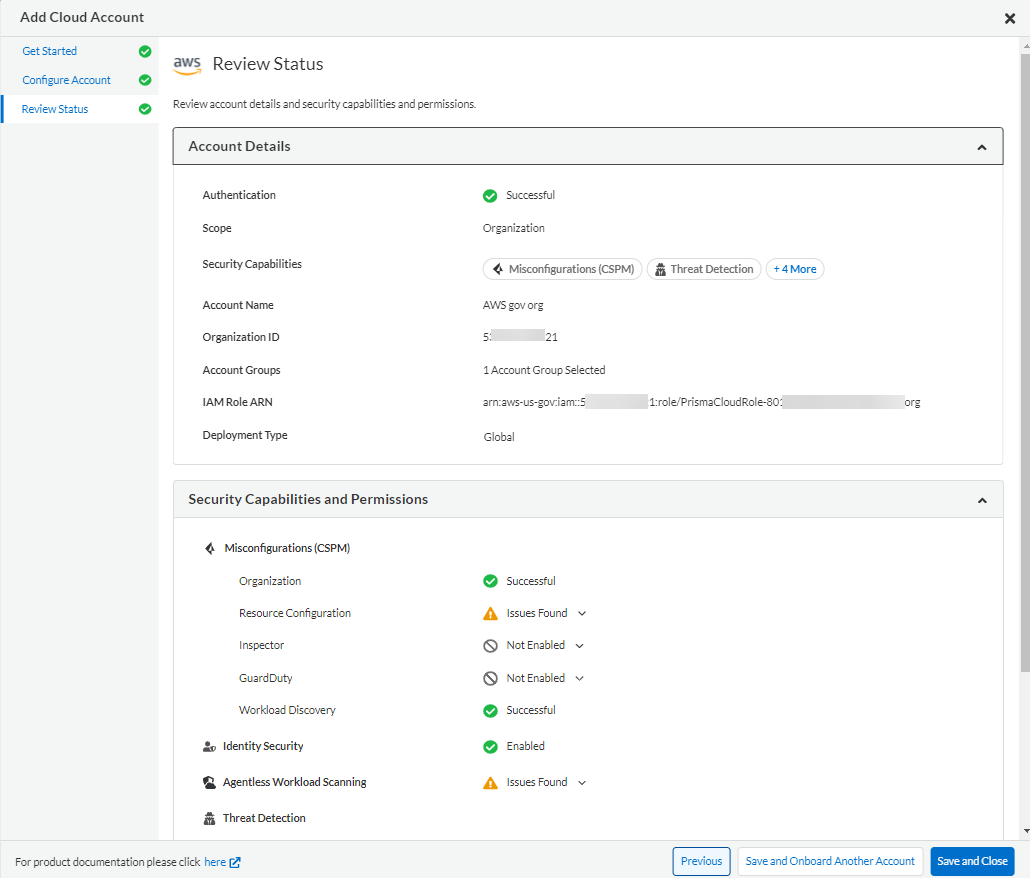 Add Cloud Account
Get Started
Configure Account
Review Status
aws Review Status
Review account details and security capabilities and permissions.
Account Details
Authentication Successful
Scope Organization
Security Capabilities Misconfigurations (CSPM) Threat Detection + 4 More
Account Name AWS gov org
Organization ID 5 21
Account Groups 1 Account Group Selected
IAM Role ARN arn:aws-us-gov:iam::5 1:role/PrismaCloudRole-801 org
Deployment Type Global
Security Capabilities and Permissions
Misconfigurations (CSPM)
Organization Successful
Resource Configuration Issues Found
Inspector Not Enabled
GuardDuty Not Enabled
Workload Discovery Successful
Identity Security Enabled
Agentless Workload Scanning Issues Found
Threat Detection
For product documentation please click here Previous Save and Onboard Another Account Save and Close